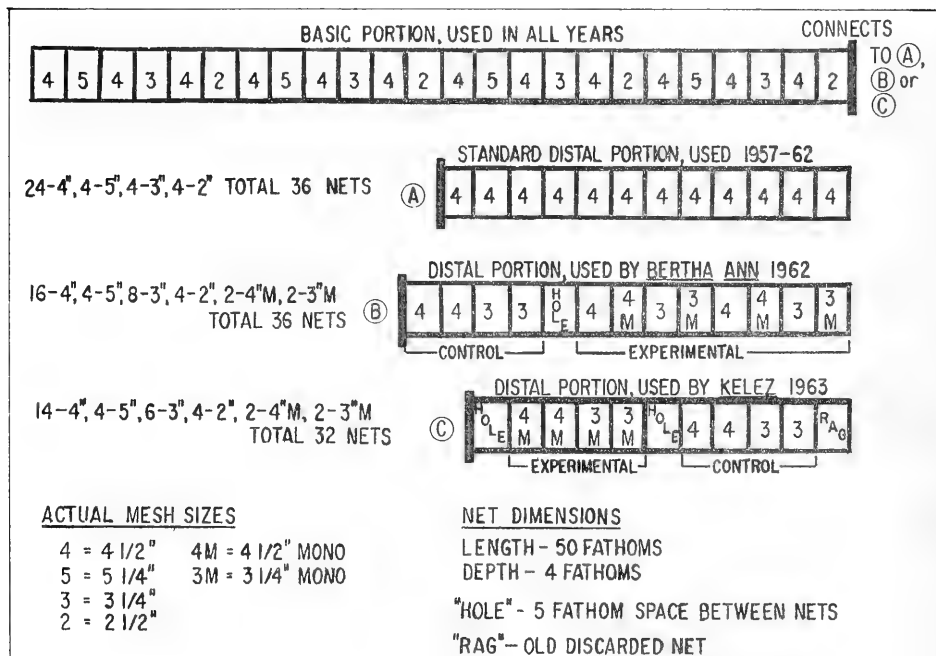 BASIC PORTION, USED IN ALL YEARS
CONNECTS
TO Ⓐ,
Ⓑ or
Ⓒ
4 5 4 3 4 2 4 5 4 3 4 2 4 5 4 3 4 2 4 5 4 3 4 2
STANDARD DISTAL PORTION, USED 1957-62
24-4", 4-5", 4-3", 4-2" TOTAL 36 NETS
Ⓐ 4 4 4 4 4 4 4 4 4 4 4 4
DISTAL PORTION, USED BY BERTHA ANN 1962
16-4", 4-5", 8-3", 4-2", 2-4"M, 2-3"M
TOTAL 36 NETS
Ⓑ 4 4 3 3 HOLE 4 4M 3 3M 4 4M 3 3M
CONTROL EXPERIMENTAL
DISTAL PORTION, USED BY KELEZ 1963
14-4", 4-5", 6-3", 4-2", 2-4"M, 2-3"M
TOTAL 32 NETS
Ⓒ HOLE 4M 4M 3M 3M HOLE 4 4 3 3 RAG
EXPERIMENTAL CONTROL
ACTUAL MESH SIZES
4 = 4 1/2" 4M = 4 1/2" MONO
5 = 5 1/4" 3M = 3 1/4" MONO
3 = 3 1/4"
2 = 2 1/2"
NET DIMENSIONS
LENGTH - 50 FATHOMS
DEPTH - 4 FATHOMS
"HOLE" - 5 FATHOM SPACE BETWEEN NETS
"RAG" - OLD DISCARDED NET